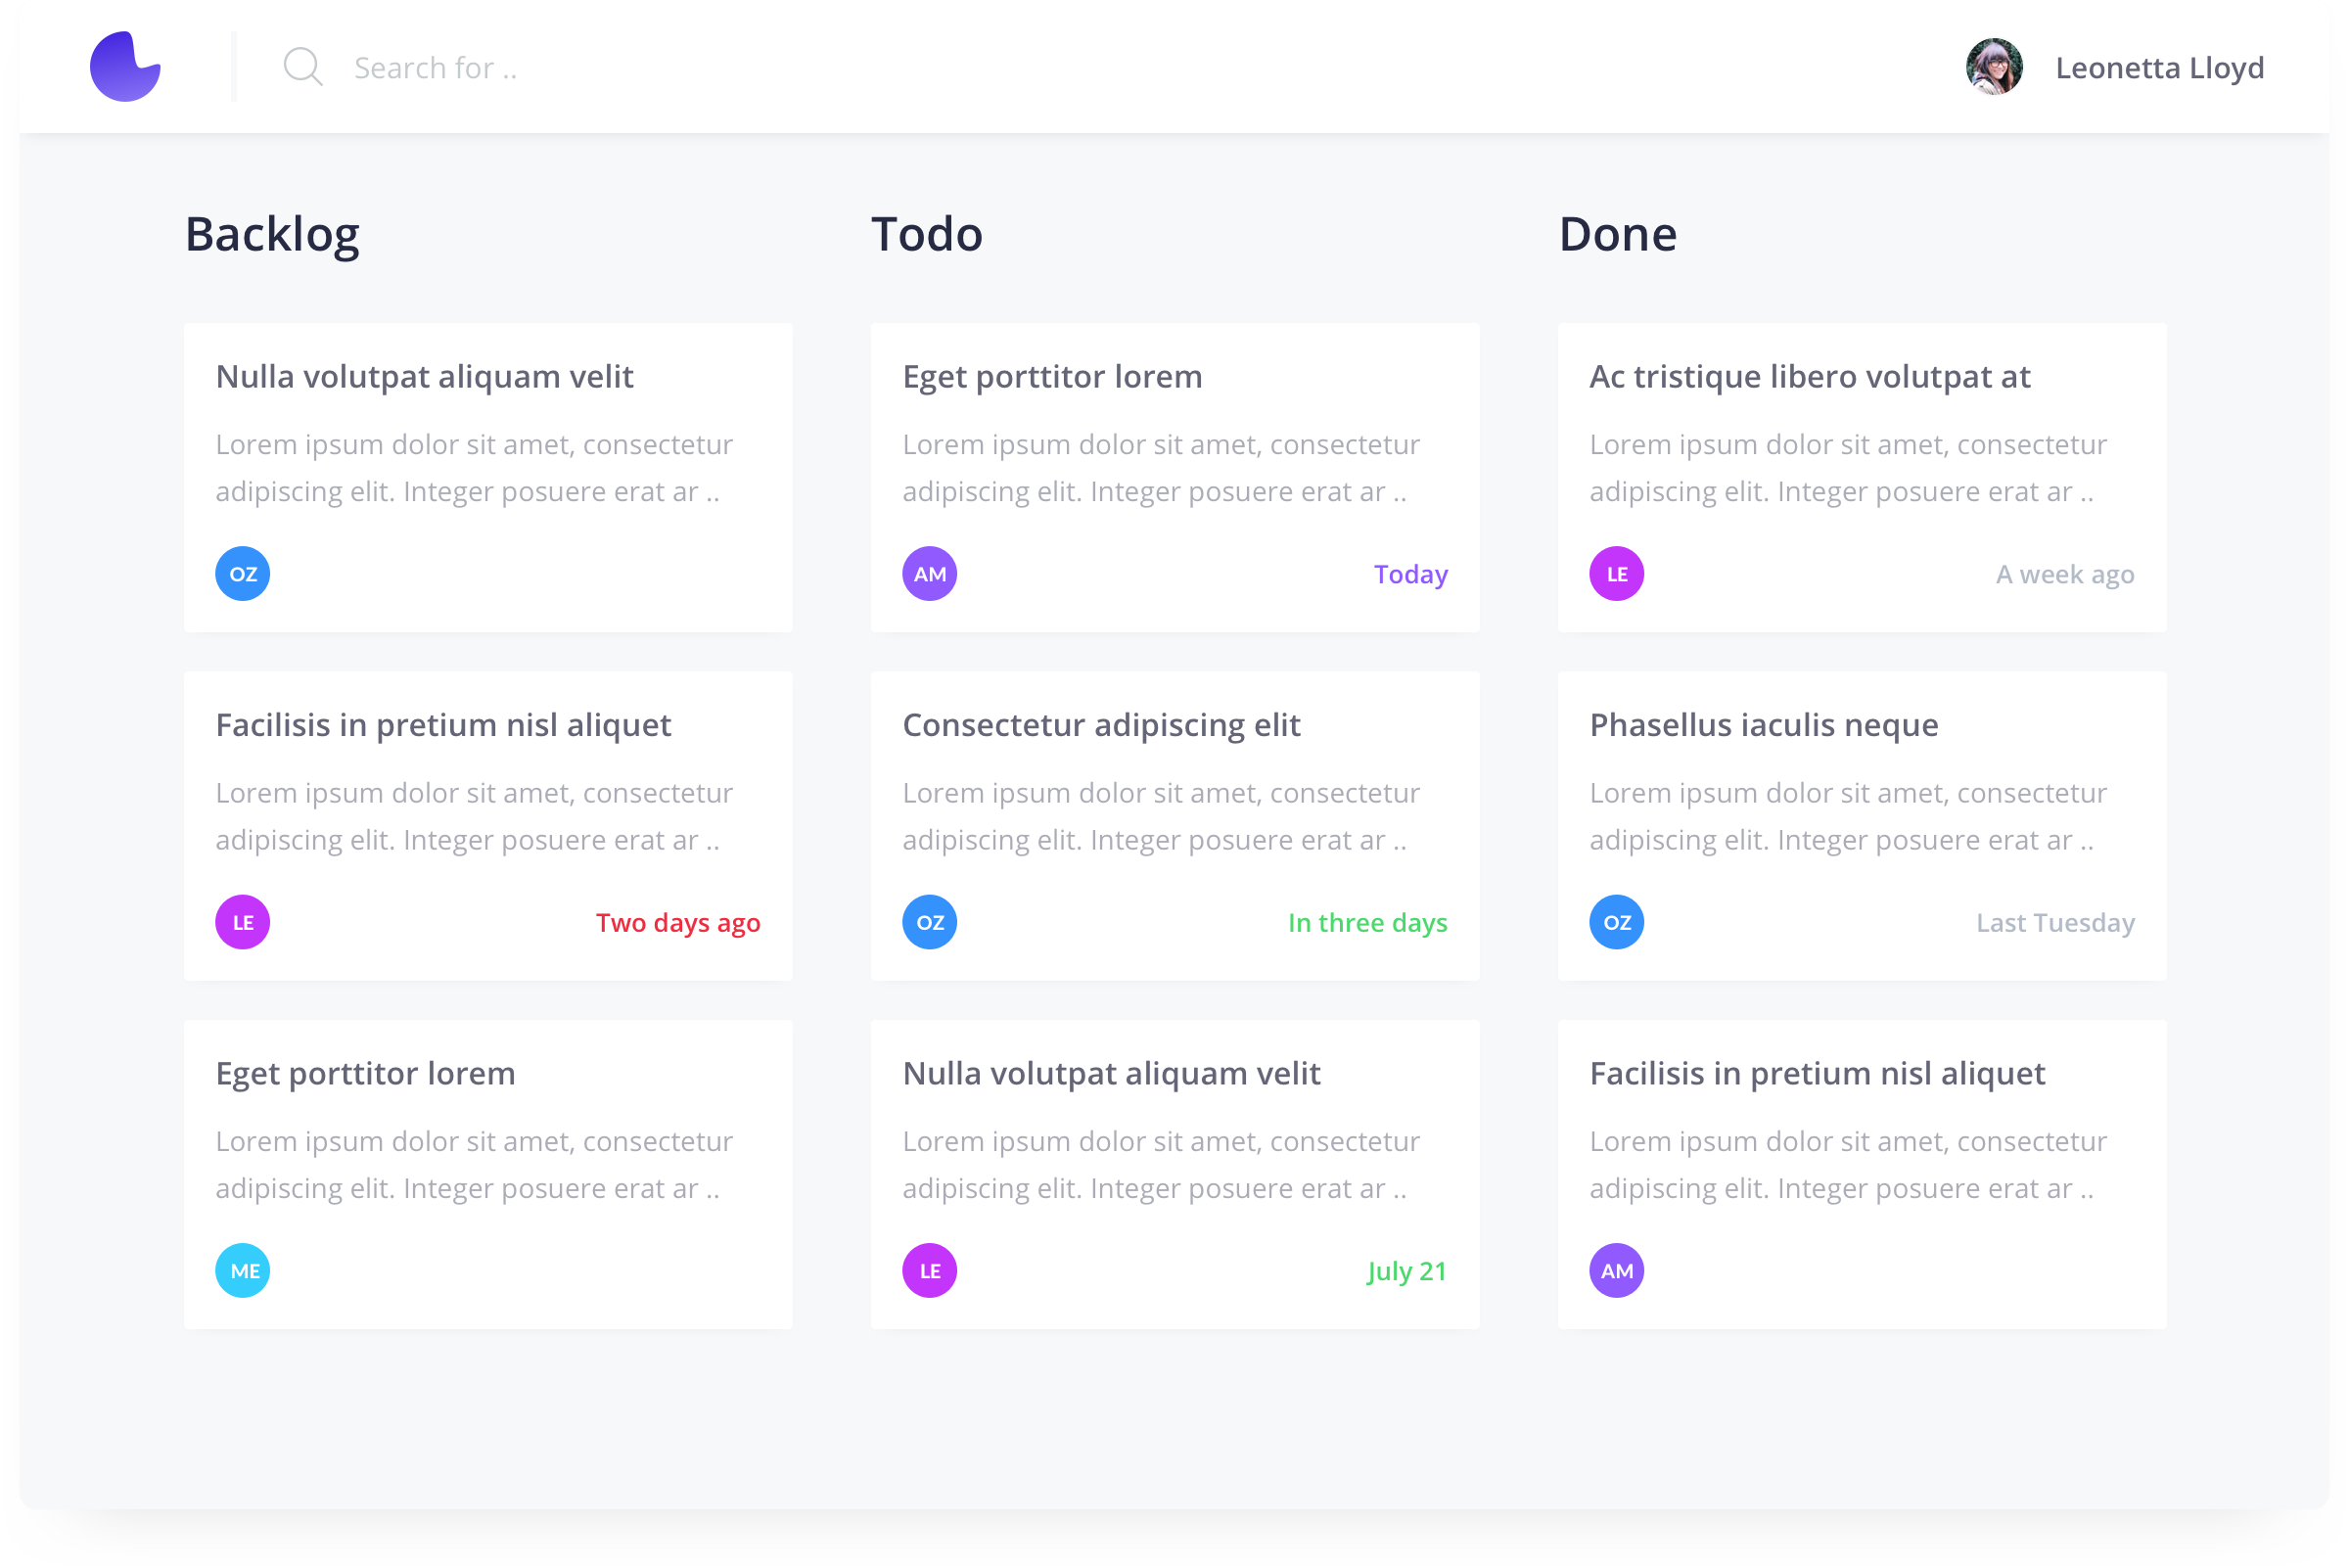 Search for ..
Leonetta Lloyd
Backlog
Nulla volutpat aliquam velit
Lorem ipsum dolor sit amet, consectetur
adipiscing elit. Integer posuere erat ar ..
OZ
Facilisis in pretium nisl aliquet
Lorem ipsum dolor sit amet, consectetur
adipiscing elit. Integer posuere erat ar ..
LE
Two days ago
Eget porttitor lorem
Lorem ipsum dolor sit amet, consectetur
adipiscing elit. Integer posuere erat ar ..
ME
Todo
Eget porttitor lorem
Lorem ipsum dolor sit amet, consectetur
adipiscing elit. Integer posuere erat ar ..
AM
Today
Consectetur adipiscing elit
Lorem ipsum dolor sit amet, consectetur
adipiscing elit. Integer posuere erat ar ..
OZ
In three days
Nulla volutpat aliquam velit
Lorem ipsum dolor sit amet, consectetur
adipiscing elit. Integer posuere erat ar ..
LE
July 21
Done
Ac tristique libero volutpat at
Lorem ipsum dolor sit amet, consectetur
adipiscing elit. Integer posuere erat ar ..
LE
A week ago
Phasellus iaculis neque
Lorem ipsum dolor sit amet, consectetur
adipiscing elit. Integer posuere erat ar ..
OZ
Last Tuesday
Facilisis in pretium nisl aliquet
Lorem ipsum dolor sit amet, consectetur
adipiscing elit. Integer posuere erat ar ..
AM